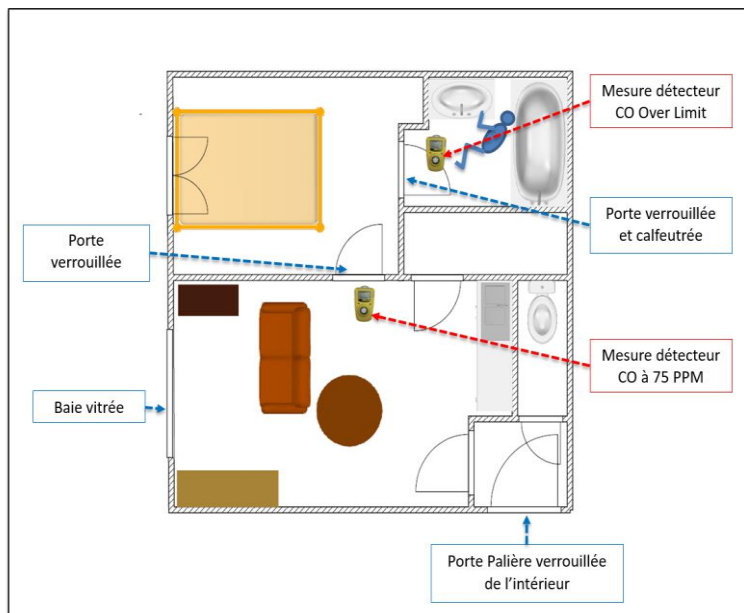 Mesure détecteur
CO Over Limit
Porte verrouillée
et calfeutrée
Porte
verrouillée
Mesure détecteur
CO à 75 PPM
Baie vitrée
Porte Palière verrouillée
de l'intérieur